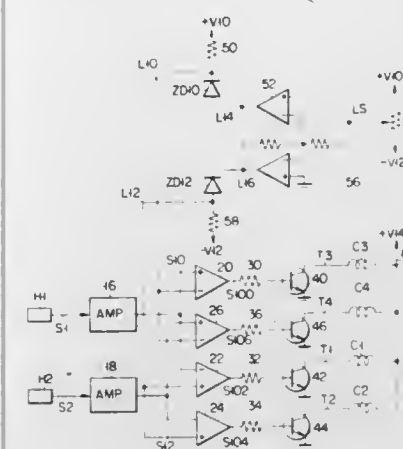 +V10
50
L10
ZD10
52
+V10
L14
L5
-V12
ZD12
L16
56
L12
58
-V12
+V14
S10
20
30
T3
C3
H1
16
40
AMP
S1
S100
T4
C4
26
36
46
S106
T1
C1
H2
18
22
32
42
AMP
S2
S102
T2
C2
24
34
S12
S104
44